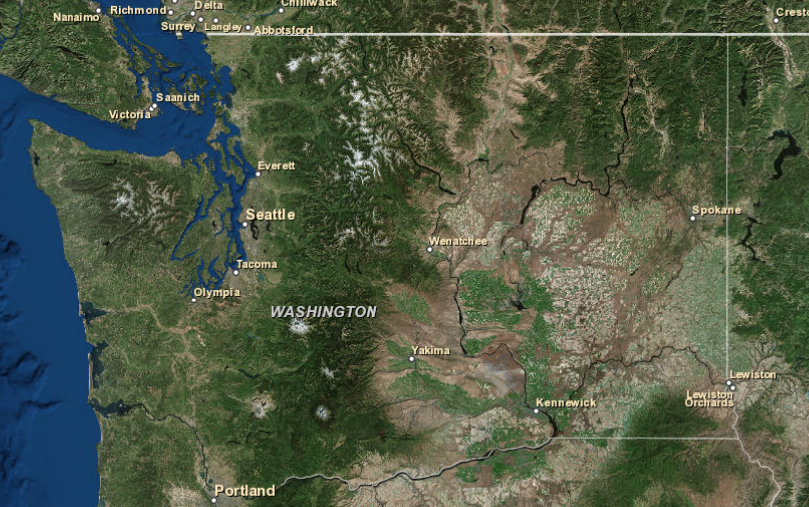 Chilliwack
Delta
Richmond
Nanaimo
Surrey
Langley
Abbotsford
Saanich
Victoria
Everett
Seattle
Spokane
Wenatchee
Tacoma
Olympia
WASHINGTON
Yakima
Lewiston
Lewiston
Orchards
Kennewick
Portland